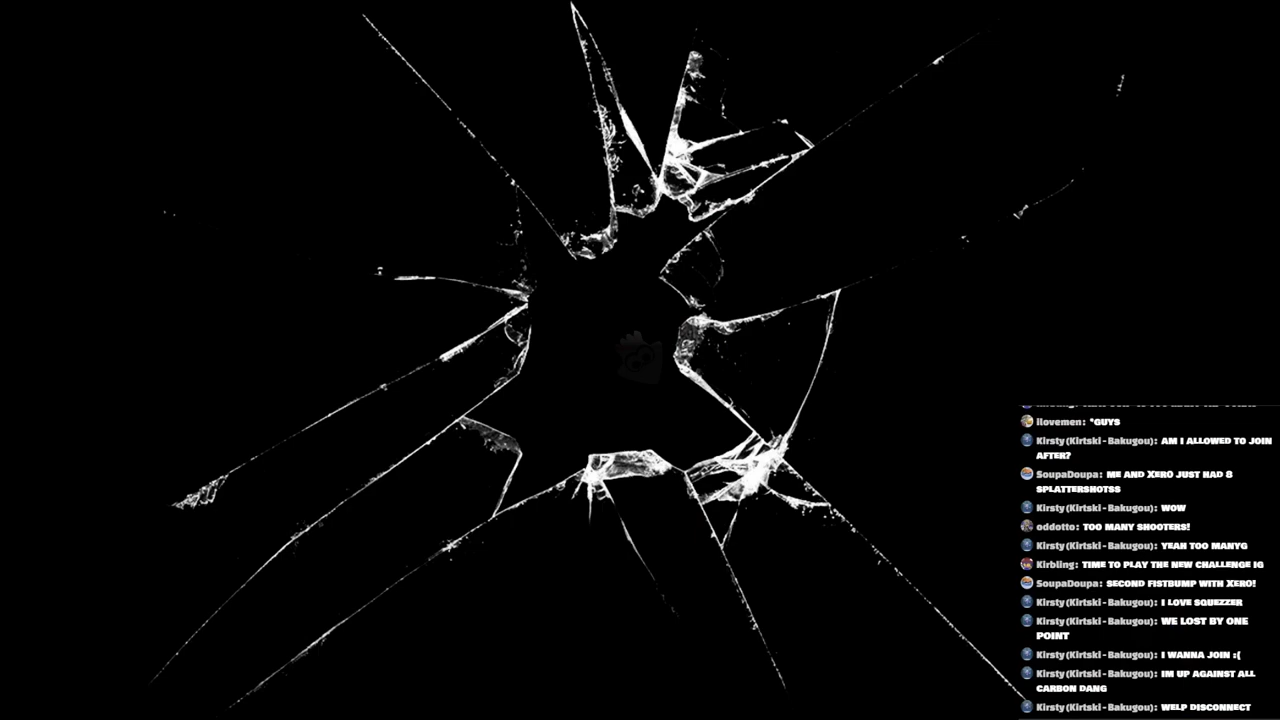 ilovemen: *GUYS
Kirsty (Kirtski - Bakugou): AM I ALLOWED TO JOIN
AFTER?
SoupaDoupa: ME AND XER0 JUST HAD 8
SPLATTERSHOTSS
Kirsty (Kirtski - Bakugou): WOW
oddotto: TOO MANY SHOOTERS!
Kirsty (Kirtski - Bakugou): YEAH TOO MANYG
Kirbling: TIME TO PLAY THE NEW CHALLENGE IG
SoupaDoupa: SECOND FISTBUMP WITH XER0!
Kirsty (Kirtski - Bakugou): I LOVE SQUEZZER
Kirsty (Kirtski - Bakugou): WE LOST BY ONE
POINT
Kirsty (Kirtski - Bakugou): I WANNA JOIN :(
Kirsty (Kirtski - Bakugou): IM UP AGAINST ALL
CARBON DANG
Kirsty (Kirtski - Bakugou): WELP DISCONNECT